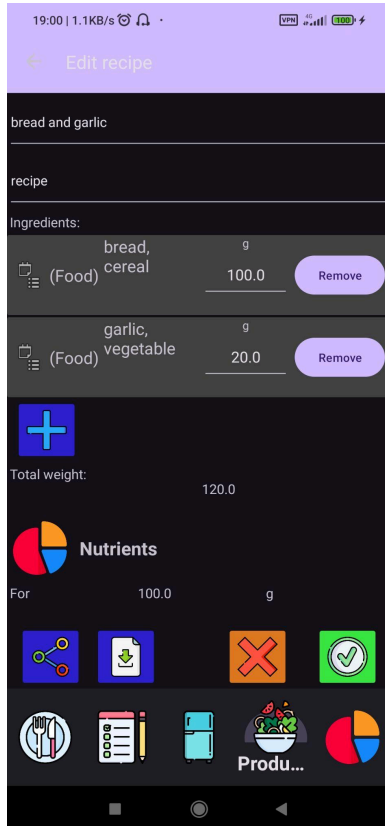 19:00 | 1.1KB/s
VPN 4G 100
Edit recipe
bread and garlic
recipe
Ingredients:
(Food) bread, cereal g 100.0 Remove
(Food) garlic, vegetable g 20.0 Remove
Total weight:
120.0
Nutrients
For 100.0 g
Produ...